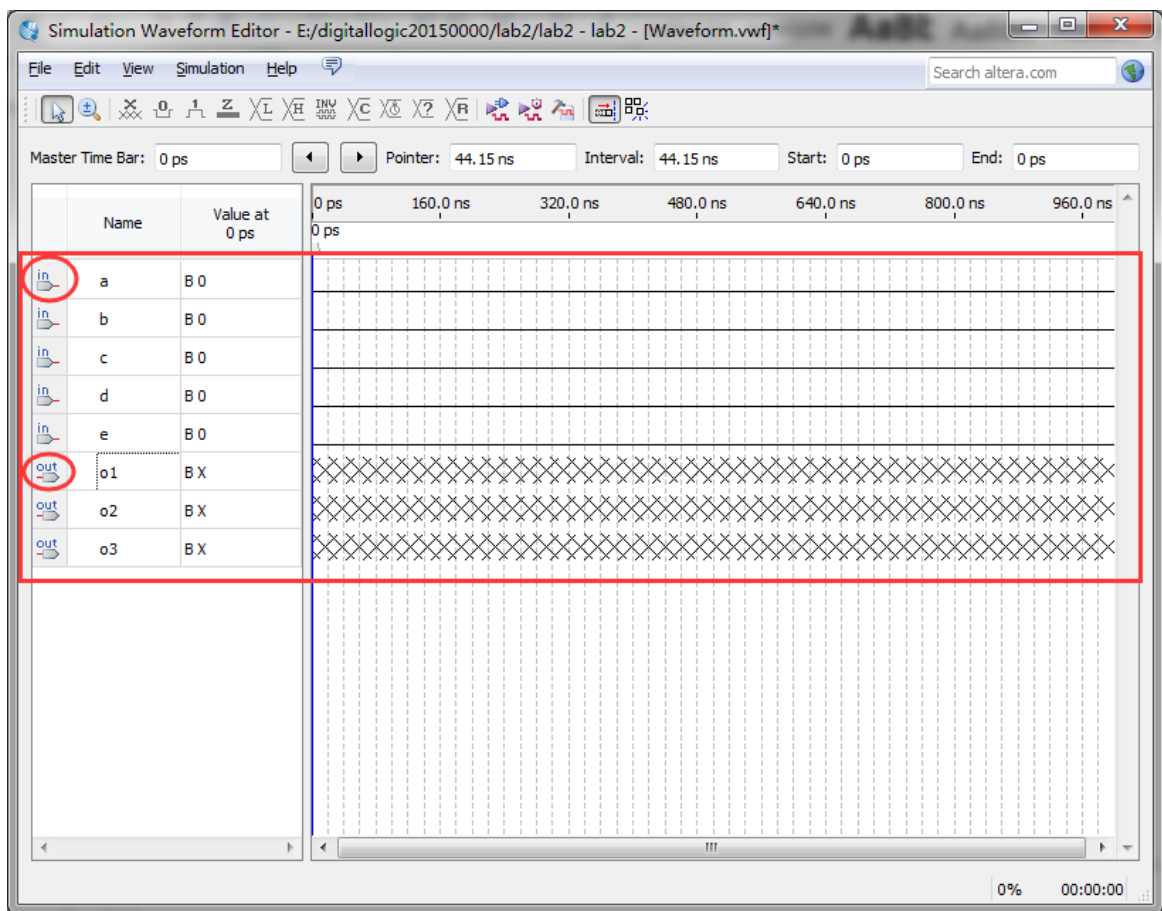 Simulation Waveform Editor - E:/digitallogic20150000/lab2/lab2 - lab2 - [Waveform.vwf]*
File Edit View Simulation Help
Search altera.com
Master Time Bar: 0 ps Pointer: 44.15 ns Interval: 44.15 ns Start: 0 ps End: 0 ps
Name Value at 0 ps
0 ps 160.0 ns 320.0 ns 480.0 ns 640.0 ns 800.0 ns 960.0 ns
0 ps
in a B 0
in b B 0
in c B 0
in d B 0
in e B 0
out o1 B X
out o2 B X
out o3 B X
0% 00:00:00